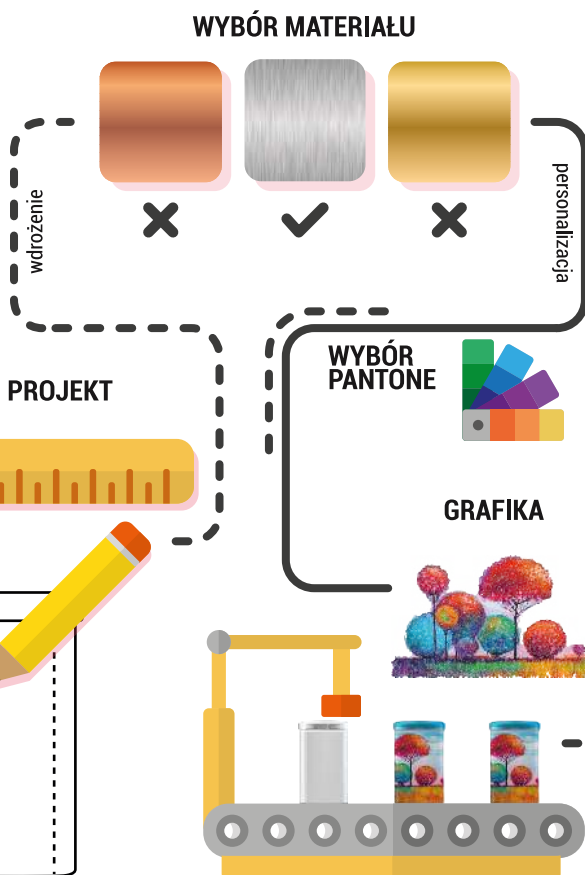 WYBÓR MATERIAŁU
wdrożenie
personalizacja
WYBÓR
PANTONE
PROJEKT
GRAFIKA